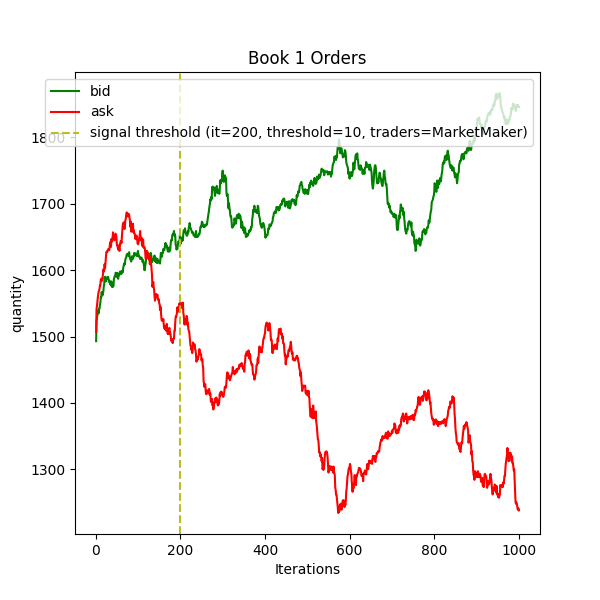 Book 1 Orders
bid
ask
signal threshold (it=200, threshold=10, traders=MarketMaker)
1800
1700
1600
1500
1400
1300
quantity
0 200 400 600 800 1000
Iterations